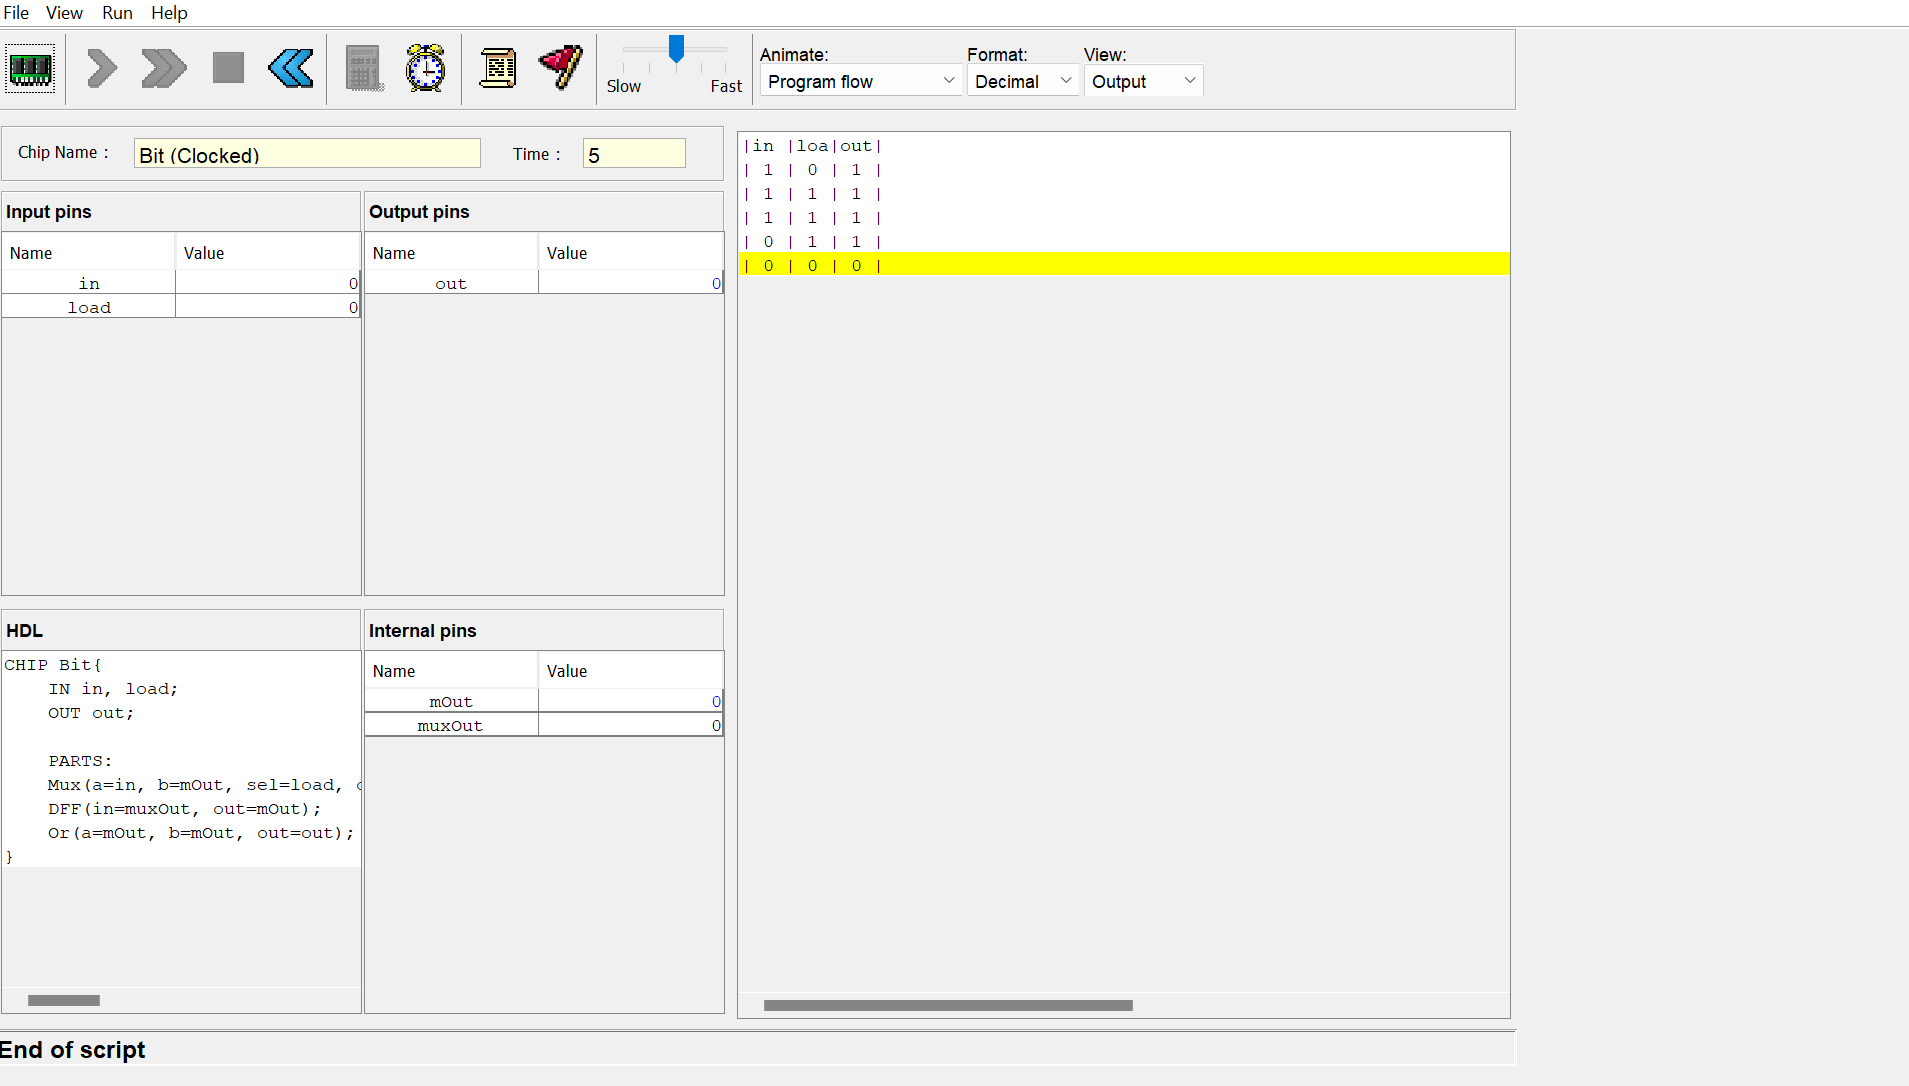 File View Run Help
Slow Fast
Animate: Format: View:
Program flow Decimal Output
Chip Name : Bit (Clocked) Time : 5
Input pins
Name Value
in 0
load 0
Output pins
Name Value
out 0
|in |loa|out|
| 1 | 0 | 1 |
| 1 | 1 | 1 |
| 1 | 1 | 1 |
| 0 | 1 | 1 |
| 0 | 0 | 0 |
HDL
CHIP Bit{
IN in, load;
OUT out;
PARTS:
Mux(a=in, b=mOut, sel=load,
DFF(in=muxOut, out=mOut);
Or(a=mOut, b=mOut, out=out);
}
Internal pins
Name Value
mOut 0
muxOut 0
End of script